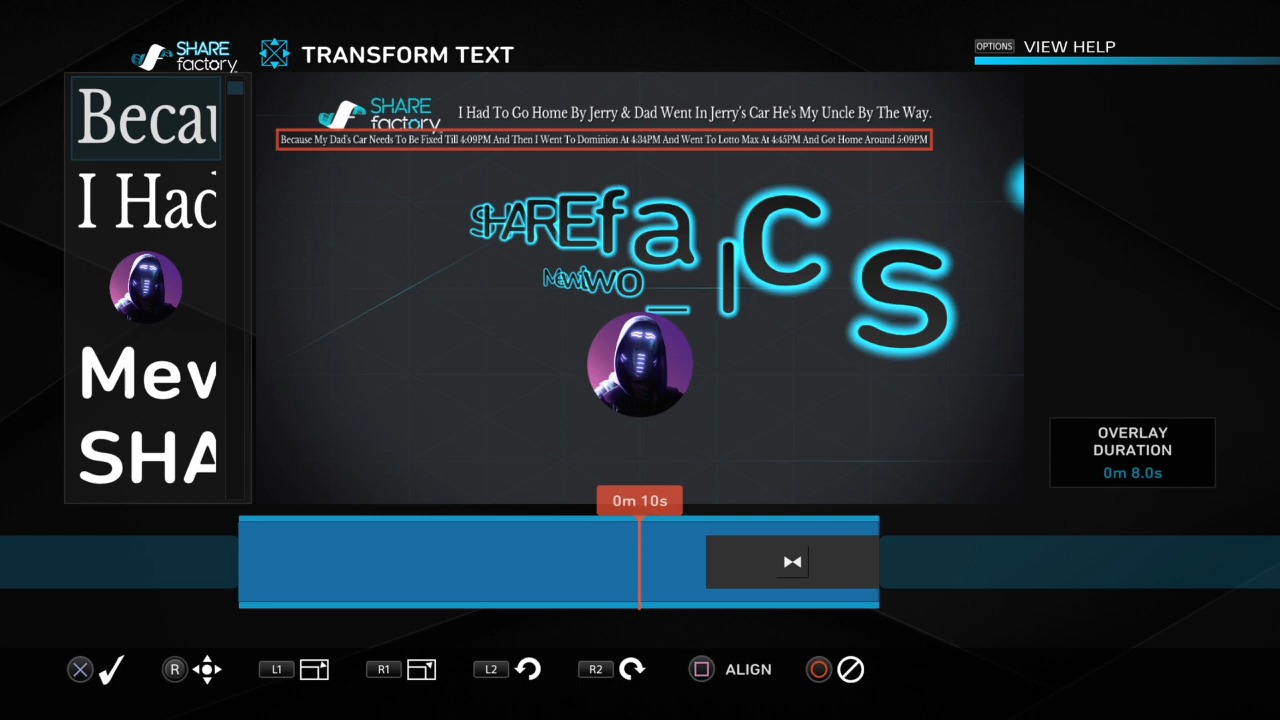 SHARE factory
TRANSFORM TEXT
OPTIONS VIEW HELP
Becau
I Had
Mew
SHA
SHARE factory
I Had To Go Home By Jerry & Dad Went In Jerry's Car He's My Uncle By The Way.
Because My Dad's Car Needs To Be Fixed Till 4:09PM And Then I Went To Dominion At 4:34PM And Went To Lotto Max At 4:45PM And Got Home Around 5:09PM
SHAREfa_ics
Mewtwo_
OVERLAY
DURATION
0m 8.0s
0m 10s
R
L1
R1
L2
R2
ALIGN